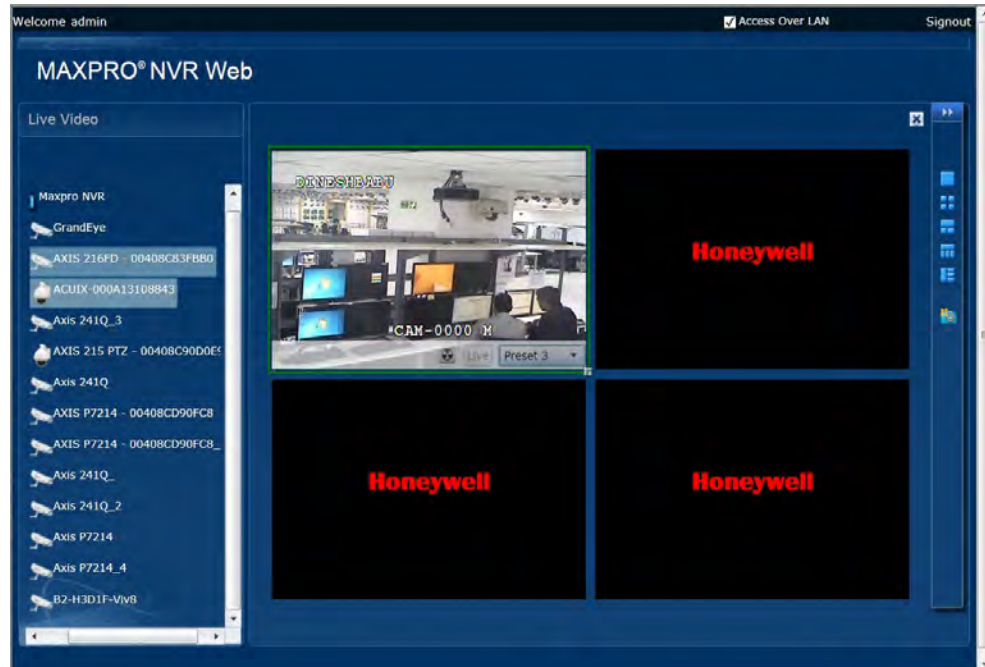 Welcome admin
Access Over LAN
Signout
MAXPRO® NVR Web
Live Video
Maxpro NVR
GrandEye
AXIS 216FD - 00408C83FBB0
ACUIX-000A13108843
Axis 241Q_3
AXIS 215 PTZ - 00408C90D0E
Axis 241Q
AXIS P7214 - 00408CD90FC8
AXIS P7214 - 00408CD90FC8_
Axis 241Q_
Axis 241Q_2
Axis P7214
Axis P7214_4
B2-H3D1F-Viv8
DINESHBABU
CAM-0000 M
Live
Preset 3
Honeywell
Honeywell
Honeywell